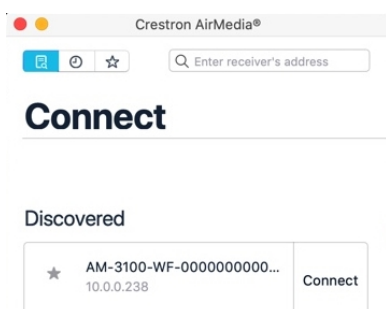 Crestron AirMedia®
Enter receiver's address
Connect
Discovered
AM-3100-WF-0000000000...
10.0.0.238
Connect